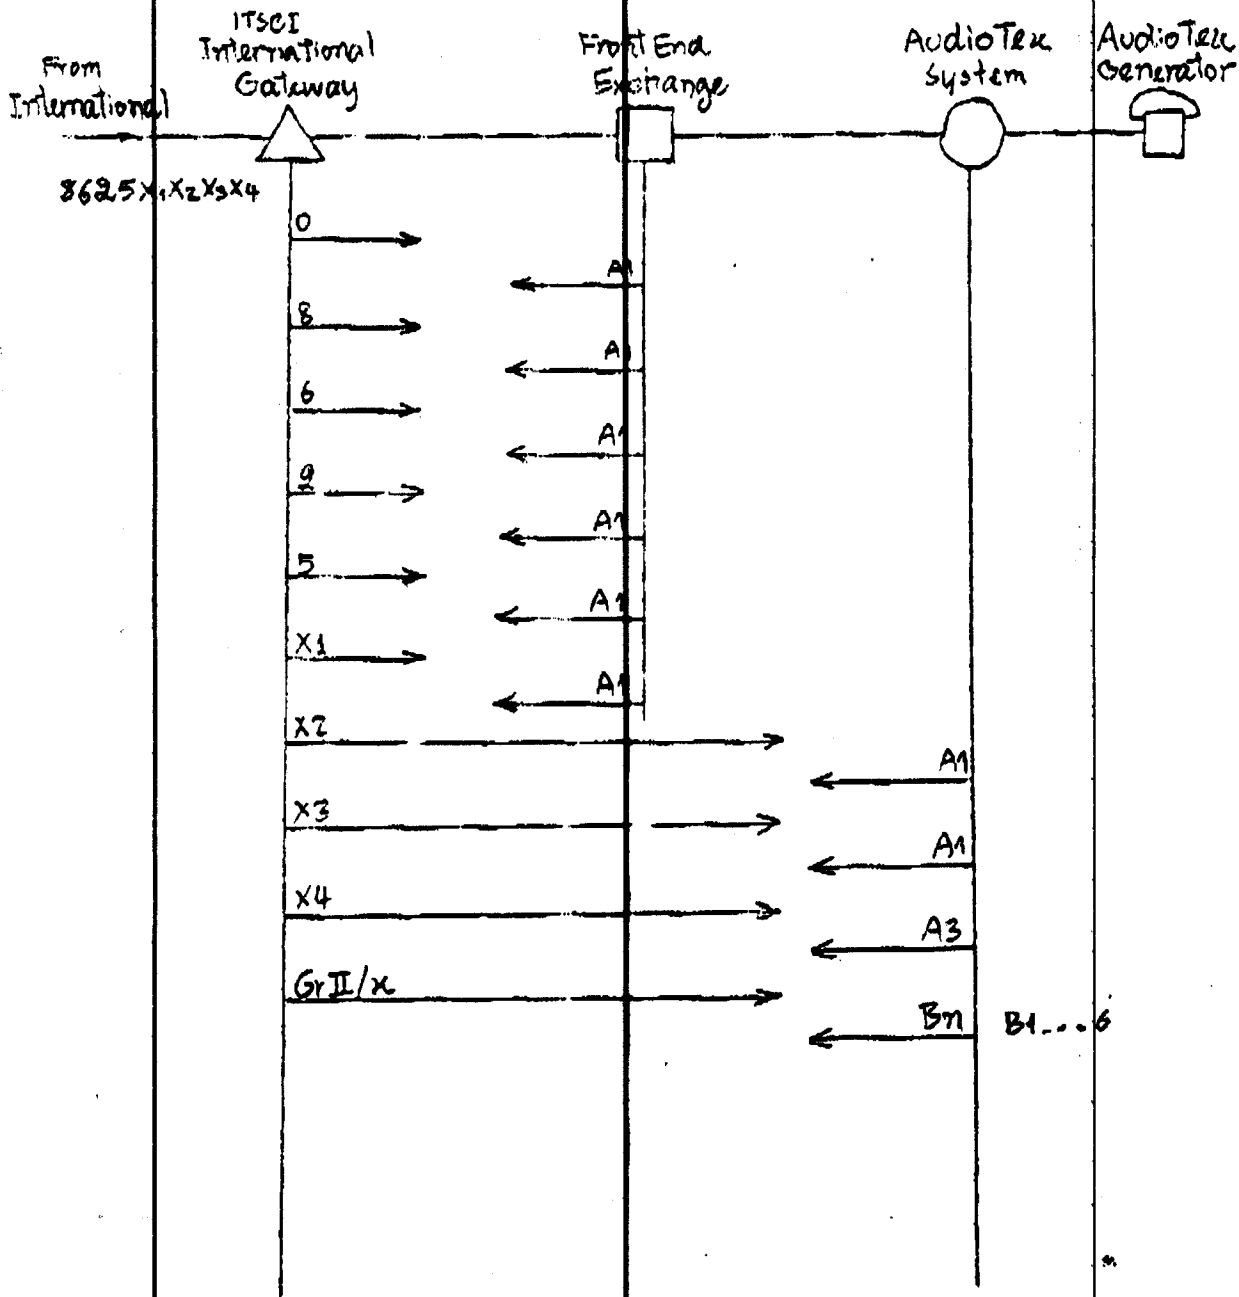 From
International
ITSCI
International
Gateway
Front End
Exchange
AudioTex
System
AudioTex
Generator
8625X1X2X3X4
0
A1
8
A1
6
A1
2
A1
5
A1
X1
A1
X2
A1
X3
A1
X4
A3
GrII/x
Bn B1...6